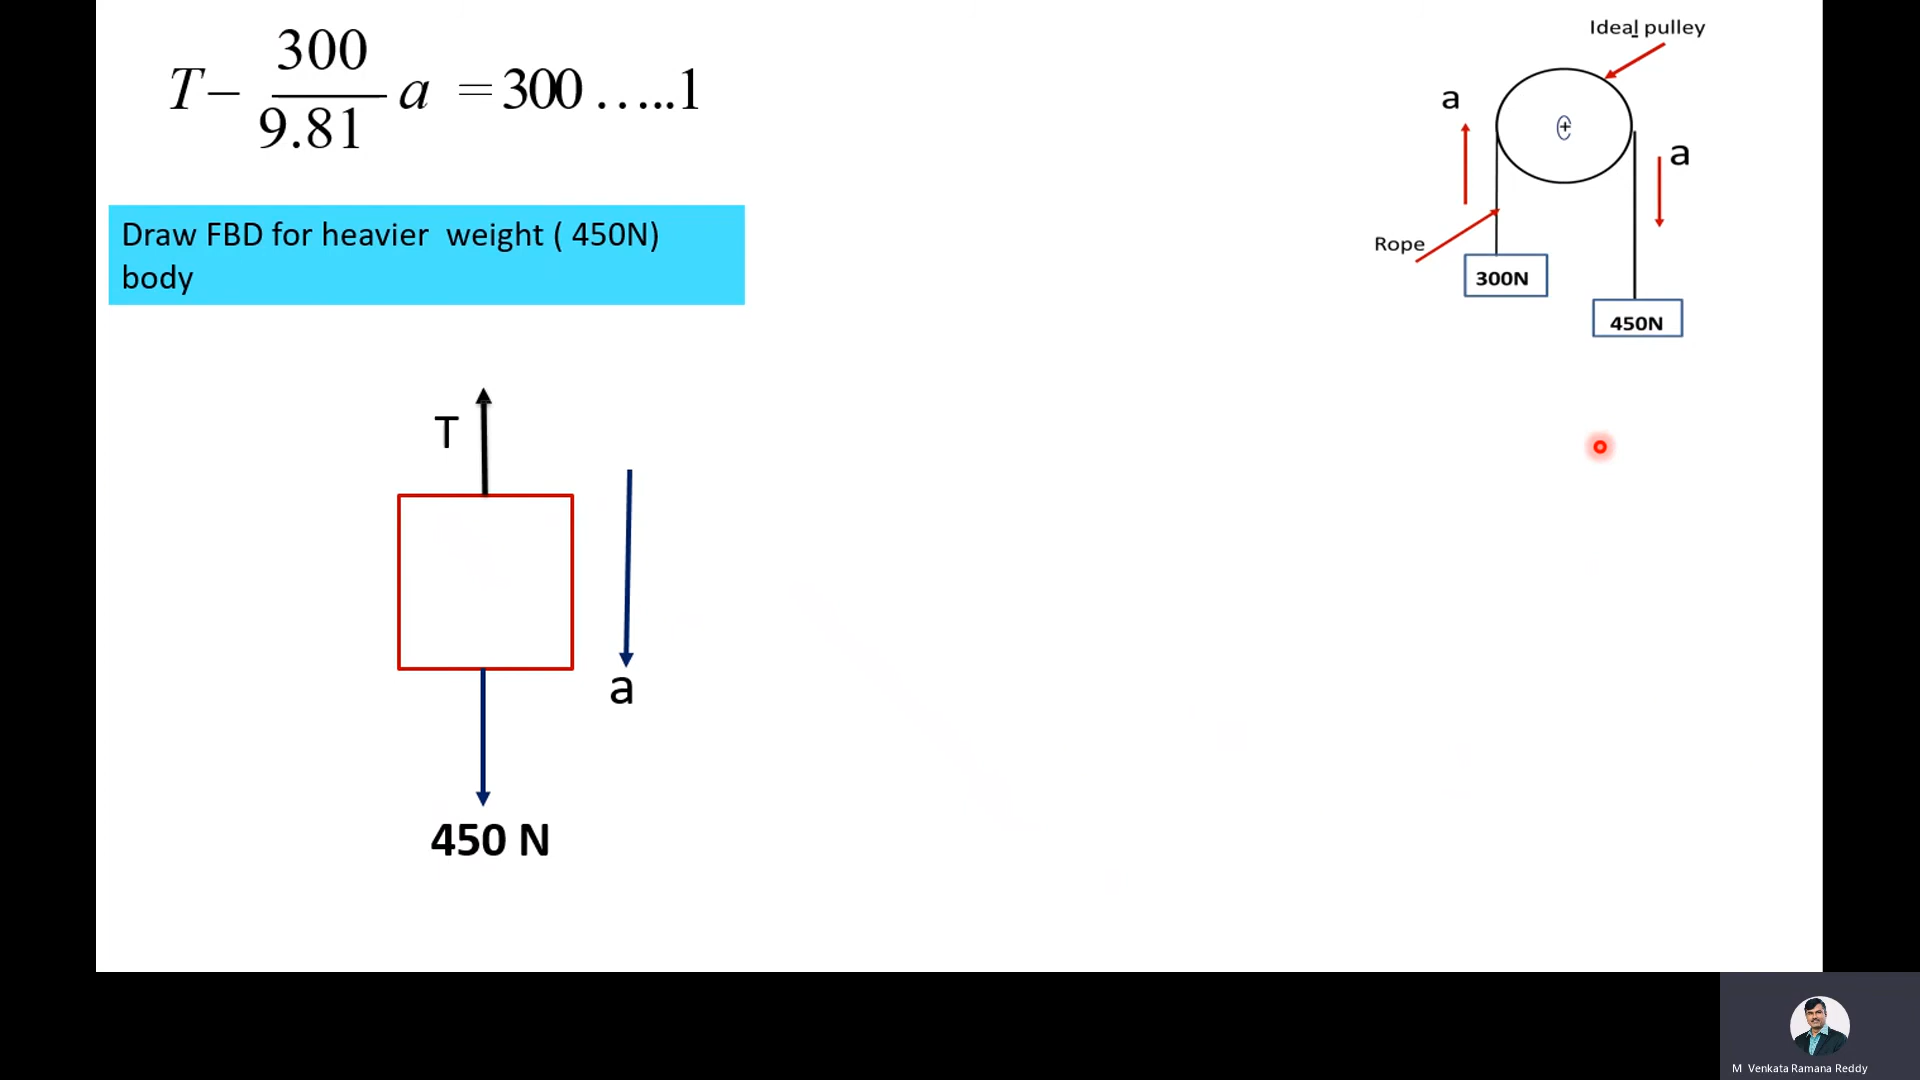 T – 300/9.81 a = 300 …..1
Draw FBD for heavier weight ( 450N)
body
T
a
450 N
Ideal pulley
a
a
Rope
300N
450N
M Venkata Ramana Reddy